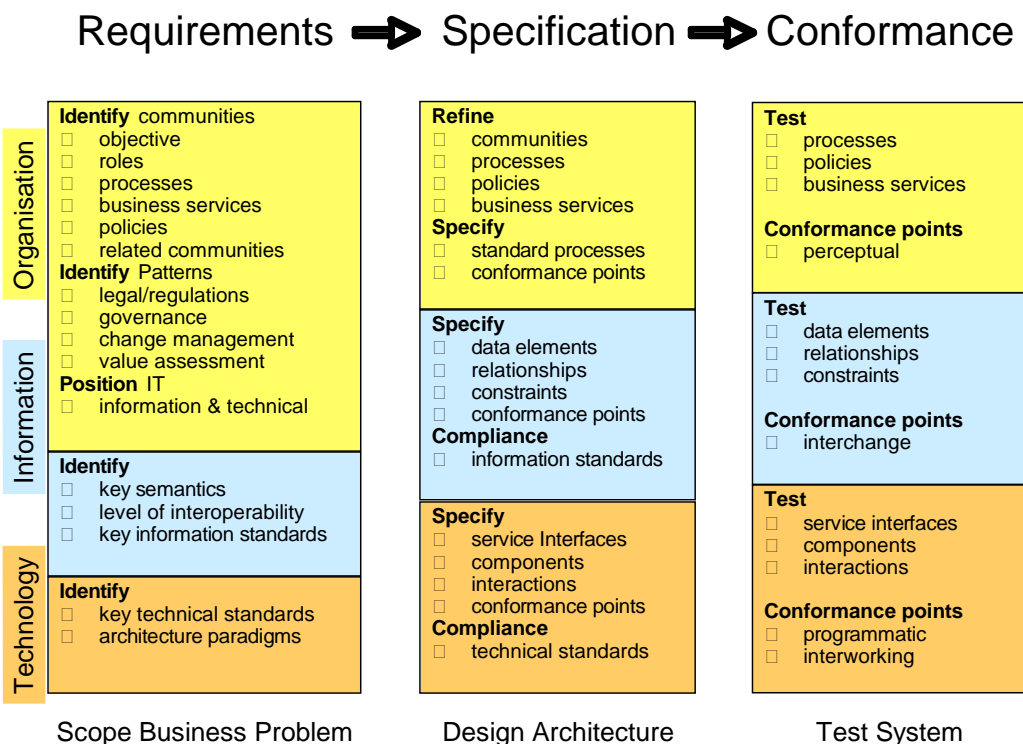 Requirements Specification Conformance
Organisation
Information
Technology
Identify communities
objective
roles
processes
business services
policies
related communities
Identify Patterns
legal/regulations
governance
change management
value assessment
Position IT
information & technical
Identify
key semantics
level of interoperability
key information standards
Identify
key technical standards
architecture paradigms
Scope Business Problem
Refine
communities
processes
policies
business services
Specify
standard processes
conformance points
Specify
data elements
relationships
constraints
conformance points
Compliance
information standards
Specify
service Interfaces
components
interactions
conformance points
Compliance
technical standards
Design Architecture
Test
processes
policies
business services
Conformance points
perceptual
Test
data elements
relationships
constraints
Conformance points
interchange
Test
service interfaces
components
interactions
Conformance points
programmatic
interworking
Test System